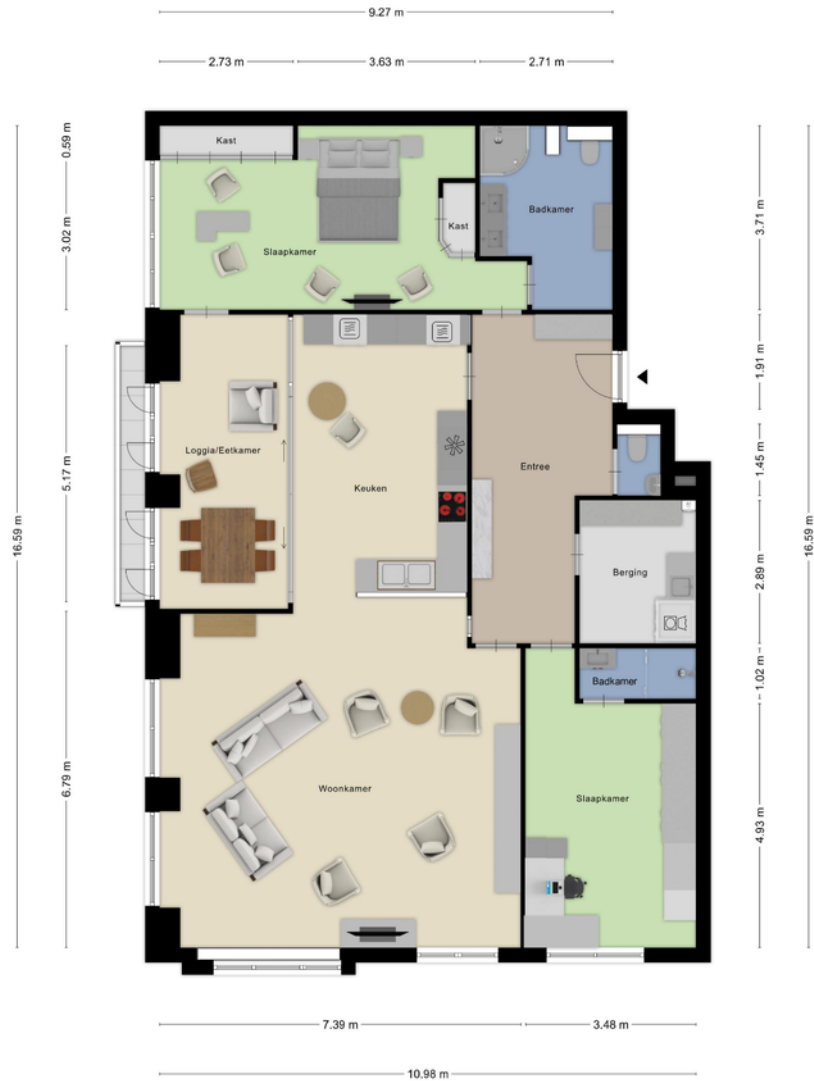 9.27 m
2.73 m
3.63 m
2.71 m
0.59 m
3.02 m
5.17 m
6.79 m
16.59 m
3.71 m
1.91 m
1.45 m
2.89 m
1.02 m
4.93 m
16.59 m
Kast
Badkamer
Kast
Slaapkamer
Loggia/Eetkamer
Entree
Keuken
Berging
Badkamer
Woonkamer
Slaapkamer
7.39 m
3.48 m
10.98 m